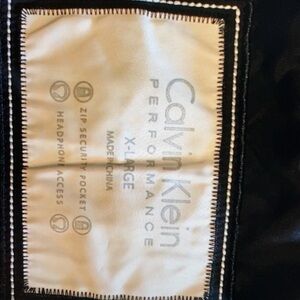 Calvin Klein
PERFORMANCE
X-LARGE
MADE IN CHINA
ZIP SECURITY POCKET
HEADPHONE ACCESS